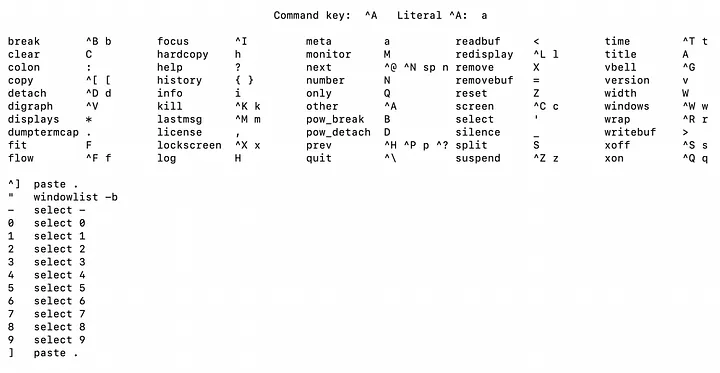 Command key:  ^A   Literal ^A:  a
break       ^B b       focus       ^I         meta        a          readbuf     <          time        ^T t
clear       C          hardcopy    h          monitor     M          redisplay   ^L l       title       A
colon       :          help        ?          next        ^@ ^N sp n remove      X          vbell       ^G
copy        ^[ [       history     { }        number      N          removebuf   =          version     v
detach      ^D d       info        i          only        Q          reset       Z          width       W
digraph     ^V         kill        ^K k       other       ^A         screen      ^C c       windows     ^W w
displays    *          lastmsg     ^M m       pow_break   B          select      '          wrap        ^R r
dumptermcap .          license     ,          pow_detach  D          silence     _          writebuf    >
fit         F          lockscreen  ^X x       prev        ^H ^P p ^? split       S          xoff        ^S s
flow        ^F f       log         H          quit        ^\         suspend     ^Z z       xon         ^Q q
^]  paste .
"   windowlist -b
-   select -
0   select 0
1   select 1
2   select 2
3   select 3
4   select 4
5   select 5
6   select 6
7   select 7
8   select 8
9   select 9
]   paste .